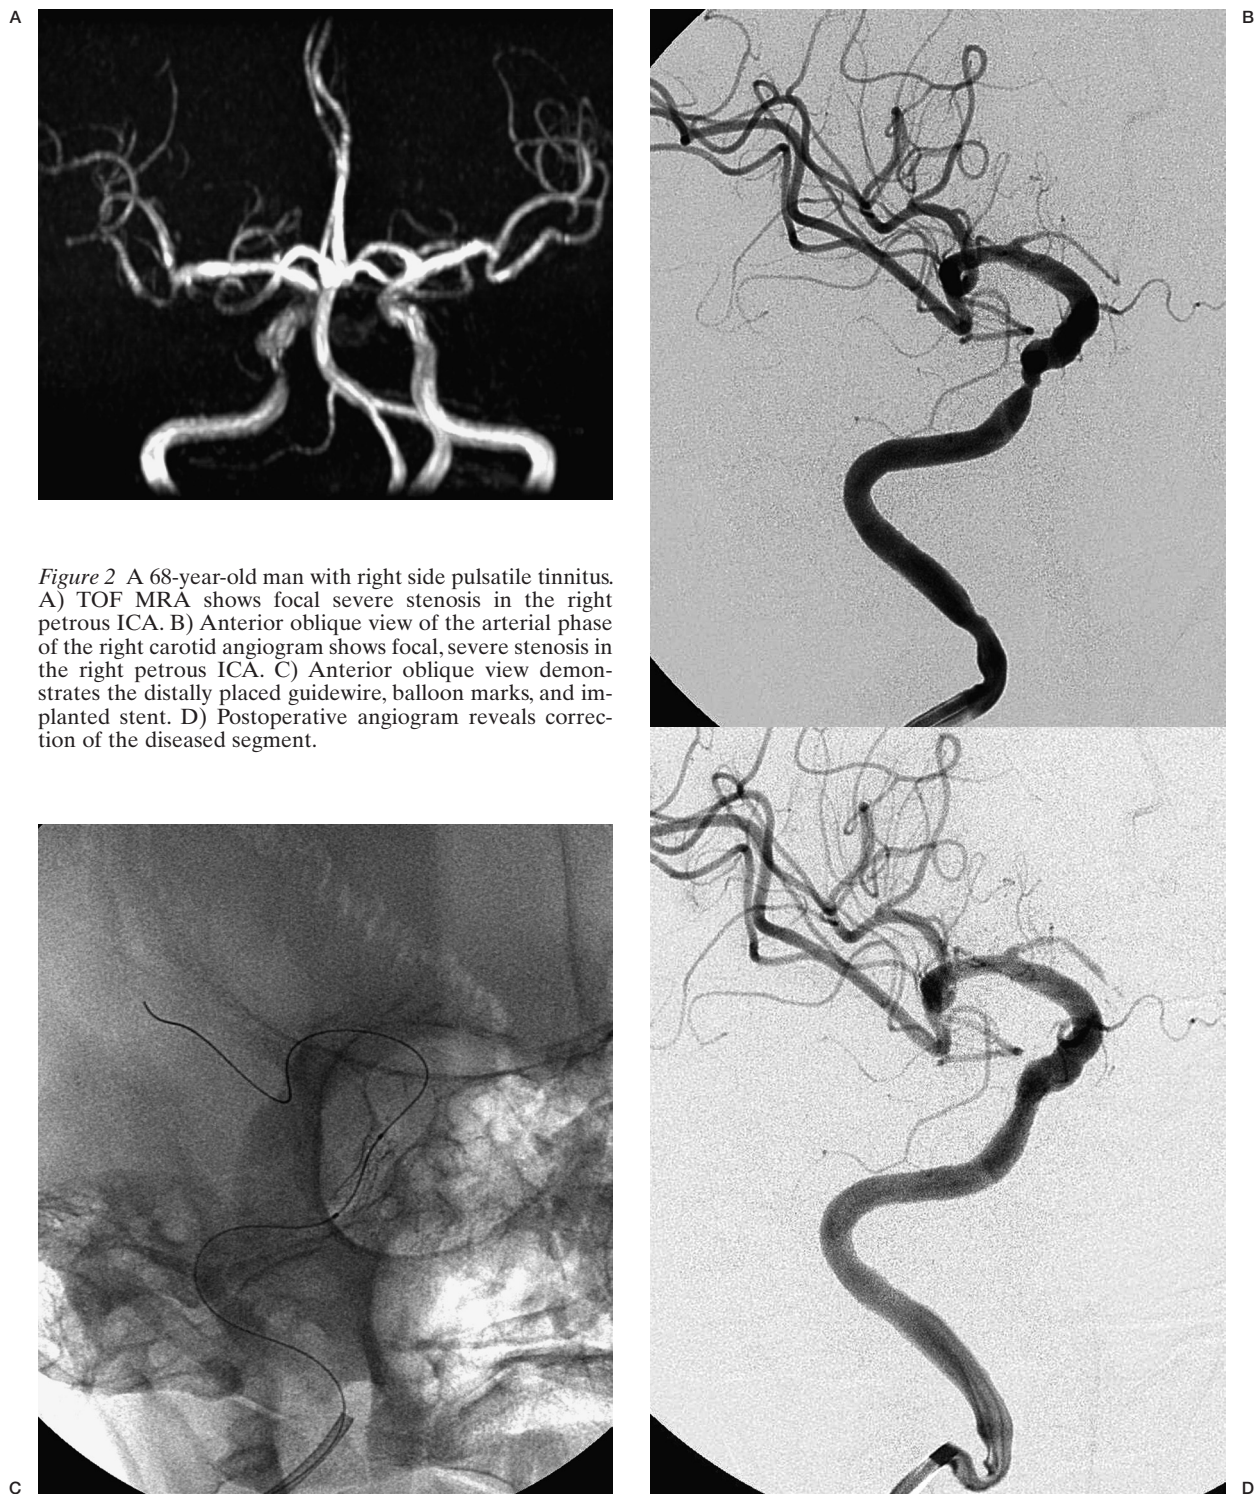 A
B
Figure 2 A 68-year-old man with right side pulsatile tinnitus.
A) TOF MRA shows focal severe stenosis in the right
petrous ICA. B) Anterior oblique view of the arterial phase
of the right carotid angiogram shows focal, severe stenosis in
the right petrous ICA. C) Anterior oblique view demon-
strates the distally placed guidewire, balloon marks, and im-
planted stent. D) Postoperative angiogram reveals correc-
tion of the diseased segment.
C
D